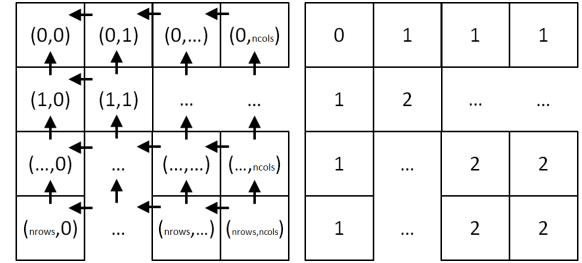 (0,0) (0,1) (0,...) (0,ncols) 0 1 1 1
(1,0) (1,1) ... ... 1 2 ... ...
(...,0) ... (...,...) (...,ncols) 1 ... 2 2
(nrows,0) ... (nrows,...) (nrows,ncols) 1 ... 2 2